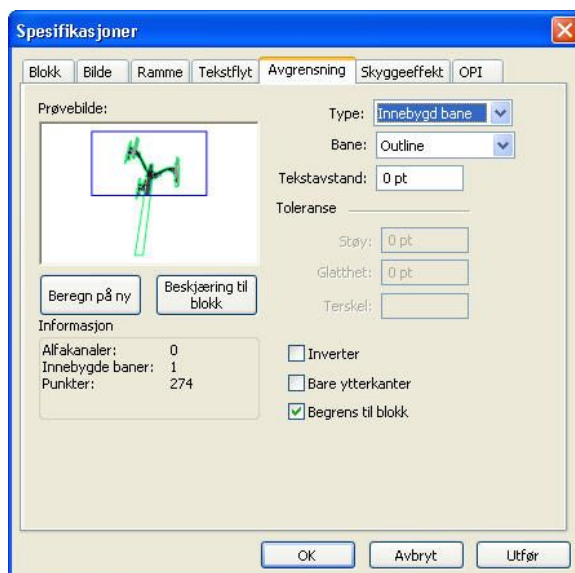 Spesifikasjoner
Blokk Bilde Ramme Tekstflyt Avgrensning Skyggeeffekt OPI
Prøvebilde:
Type: Innebygd bane
Bane: Outline
Tekstavstand: 0 pt
Toleranse
Støy: 0 pt
Glatthet: 0 pt
Terskel:
Beregn på ny
Beskjæring til
blokk
Informasjon
Alfakanaler: 0
Innebygde baner: 1
Punkter: 274
Inverter
Bare ytterkanter
Begrens til blokk
OK Avbryt Utfør